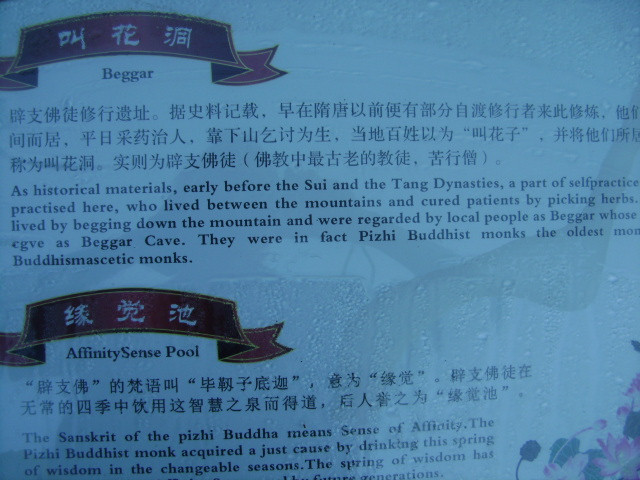 叫花洞
Beggar
辟支佛徒修行遗址。据史料记载，早在隋唐以前便有部分自渡修行者来此修炼，他们
间而居，平日采药治人，靠下山乞讨为生，当地百姓以为“叫花子”，并将他们所居
称为叫花洞。实则为辟支佛徒（佛教中最古老的教徒，苦行僧）。
As historical materials, early before the Sui and the Tang Dynasties, a part of selfpractice
practised here, who lived between the mountains and cured patients by picking herbs.
lived by begging down the mountain and were regarded by local people as Beggar whose
cgve as Beggar Cave. They were in fact Pizhi Buddhist monks the oldest mon
Buddhismascetic monks.
缘觉池
AffinitySense Pool
“辟支佛”的梵语叫“毕靱子底迦”，意为“缘觉”。辟支佛徒在
无常的四季中饮用这智慧之泉而得道，后人誉之为“缘觉池”。
The Sanskrit of the pizhi Buddha means Sense of Affinity.The
Pizhi Buddhist monk acquired a just cause by drinking this spring
of wisdom in the changeable seasons.The spring of wisdom has
by future generations.